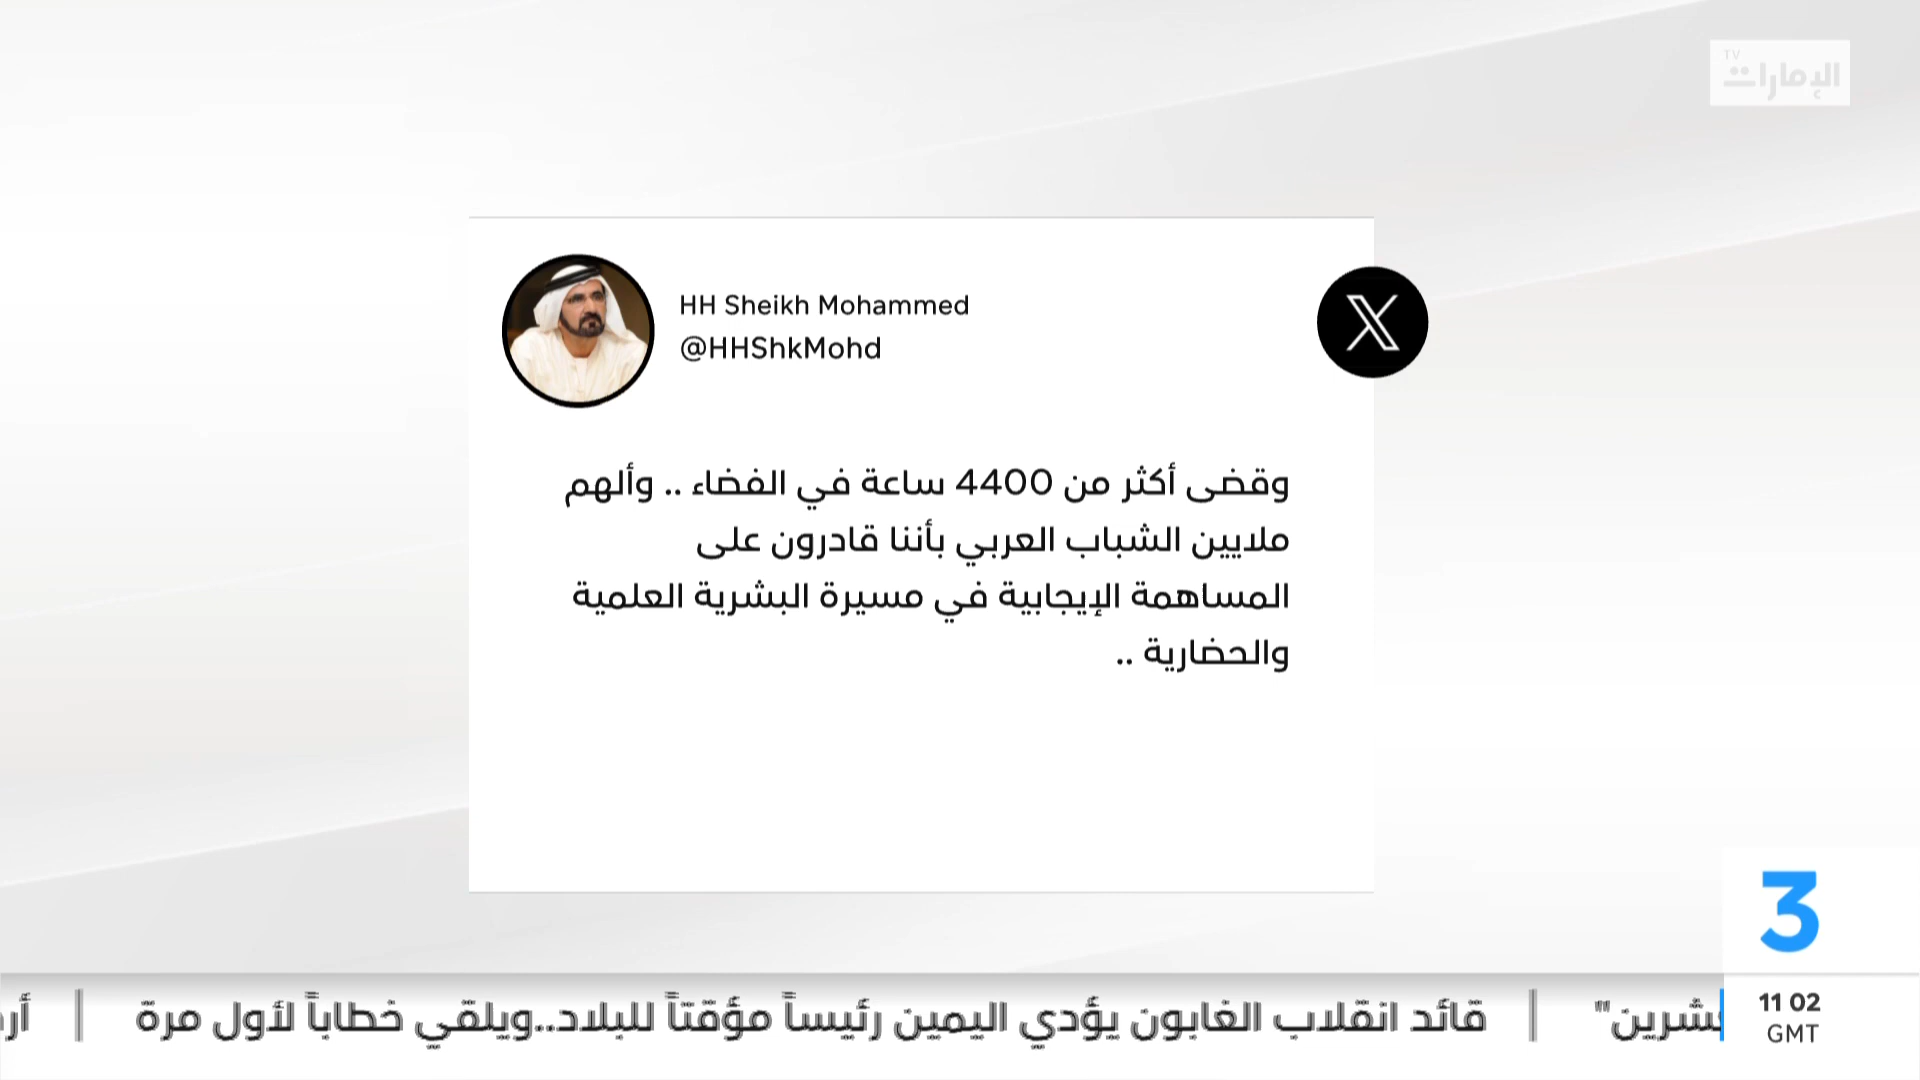 TV
الإمارات
HH Sheikh Mohammed
@HHShkMohd
وقضى أكثر من 4400 ساعة في الفضاء .. وألهم
ملايين الشباب العربي بأننا قادرون على
المساهمة الإيجابية في مسيرة البشرية العلمية
والحضارية ..
3
قائد انقلاب الغابون يؤدي اليمين رئيساً مؤقتاً للبلاد..ويلقي خطاباً لأول مرة
11 02
GMT